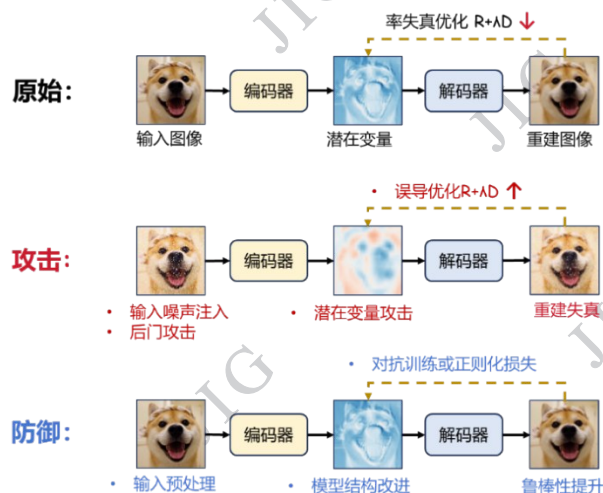 率失真优化 R+λD ↓
原始：
编码器
解码器
输入图像
潜在变量
重建图像
• 误导优化R+λD ↑
攻击：
编码器
解码器
• 输入噪声注入
• 后门攻击
• 潜在变量攻击
重建失真
• 对抗训练或正则化损失
防御：
编码器
解码器
• 输入预处理
• 模型结构改进
鲁棒性提升
JIG
JIG
JIG